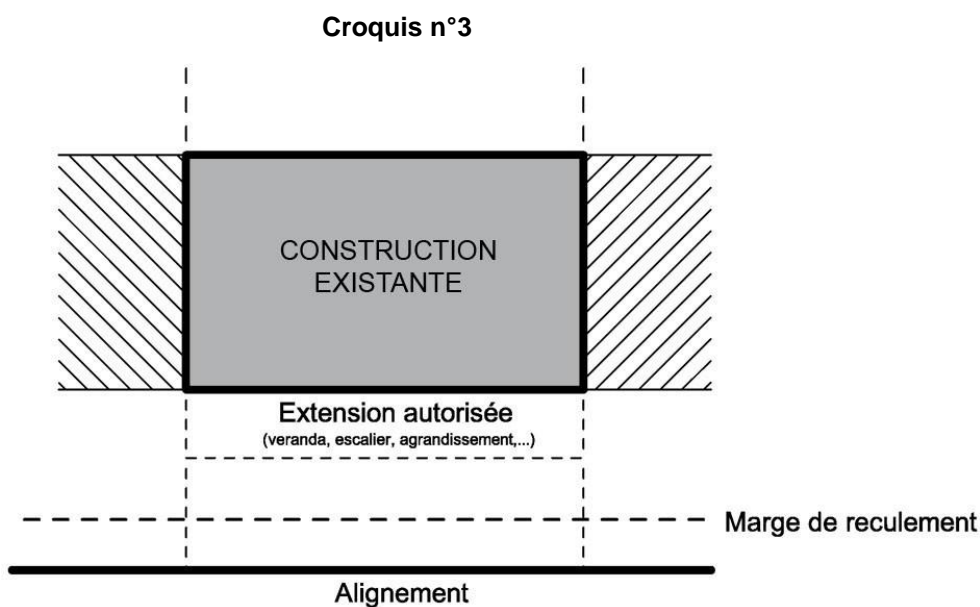 Croquis n°3
CONSTRUCTION
EXISTANTE
Extension autorisée
(veranda, escalier, agrandissement,...)
Marge de reculement
Alignement